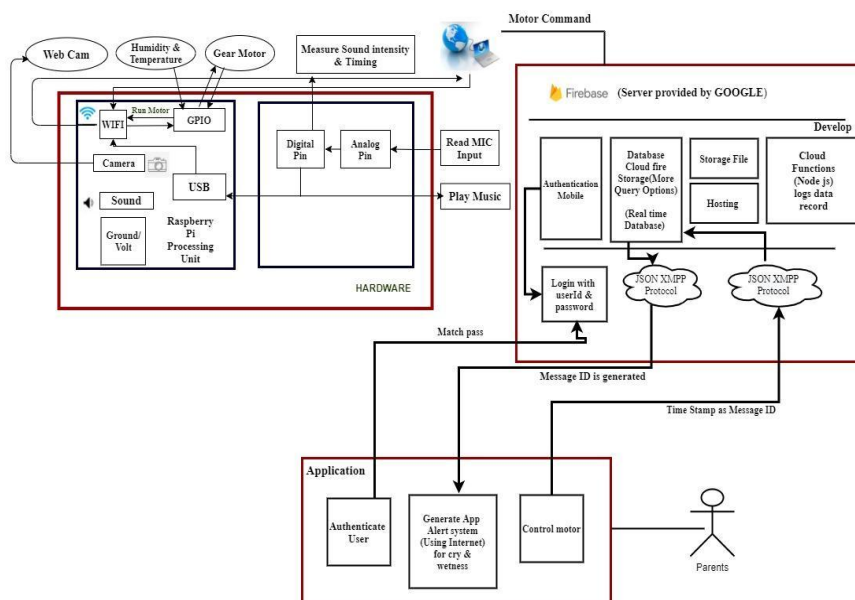 Motor Command
Web Cam
Humidity &
Temperature
Gear Motor
Measure Sound intensity
& Timing
Run Motor
WIFI
GPIO
Camera
USB
Sound
Ground/
Volt
Raspberry
Pi
Processing
Unit
Digital
Pin
Analog
Pin
Read MIC
Input
Play Music
HARDWARE
Firebase
(Server provided by GOOGLE)
Develop
Authentication
Mobile
Database
Cloud fire
Storage(More
Query Options)
(Real time
Database)
Storage File
Hosting
Cloud
Functions
(Node js)
logs data
record
Login with
userId &
password
JSON XMPP
Protocol
JSON XMPP
Protocol
Match pass
Message ID is generated
Time Stamp as Message ID
Application
Authenticate
User
Generate App
Alert system
(Using Internet)
for cry &
wetness
Control motor
Parents